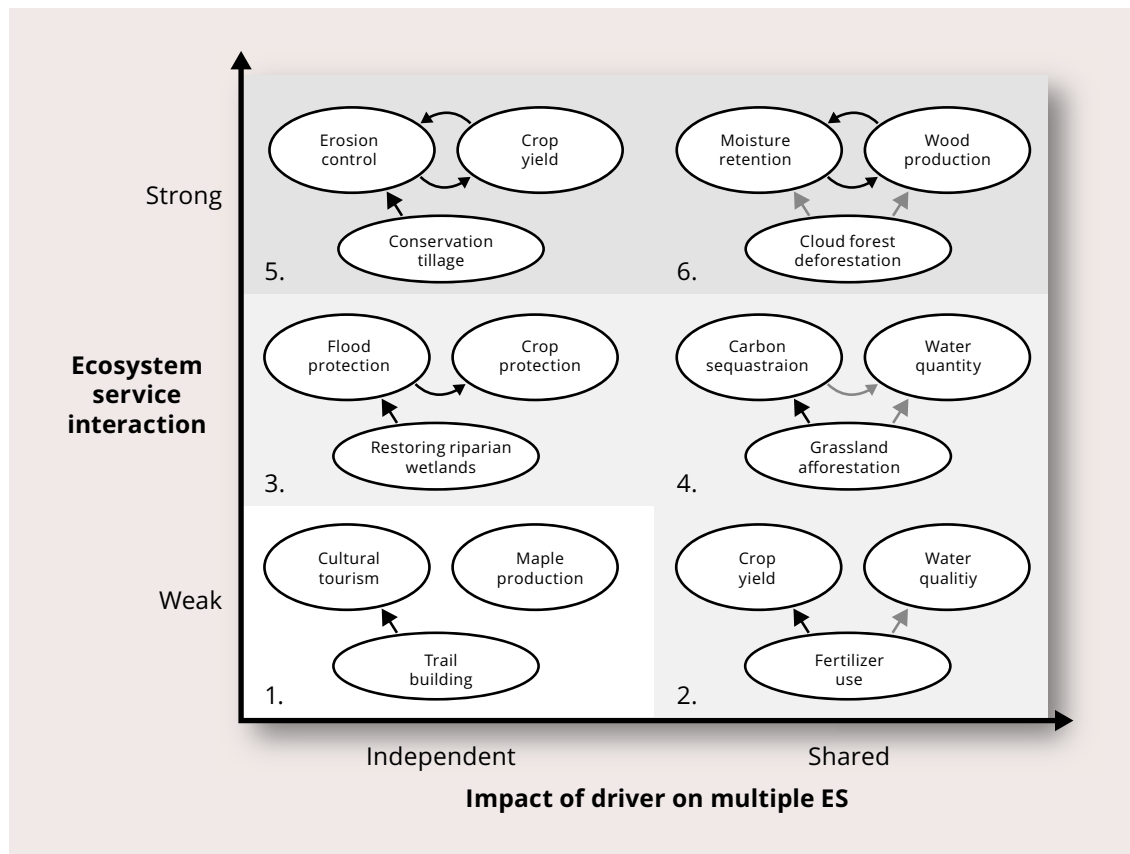 Strong
Erosion
control
Crop
yield
Conservation
tillage
5.
Moisture
retention
Wood
production
Cloud forest
deforestation
6.
Ecosystem
service
interaction
Flood
protection
Crop
protection
Restoring riparian
wetlands
3.
Carbon
sequastraion
Water
quantity
Grassland
afforestation
4.
Weak
Cultural
tourism
Maple
production
Trail
building
1.
Crop
yield
Water
qualitiy
Fertilizer
use
2.
Independent
Shared
Impact of driver on multiple ES